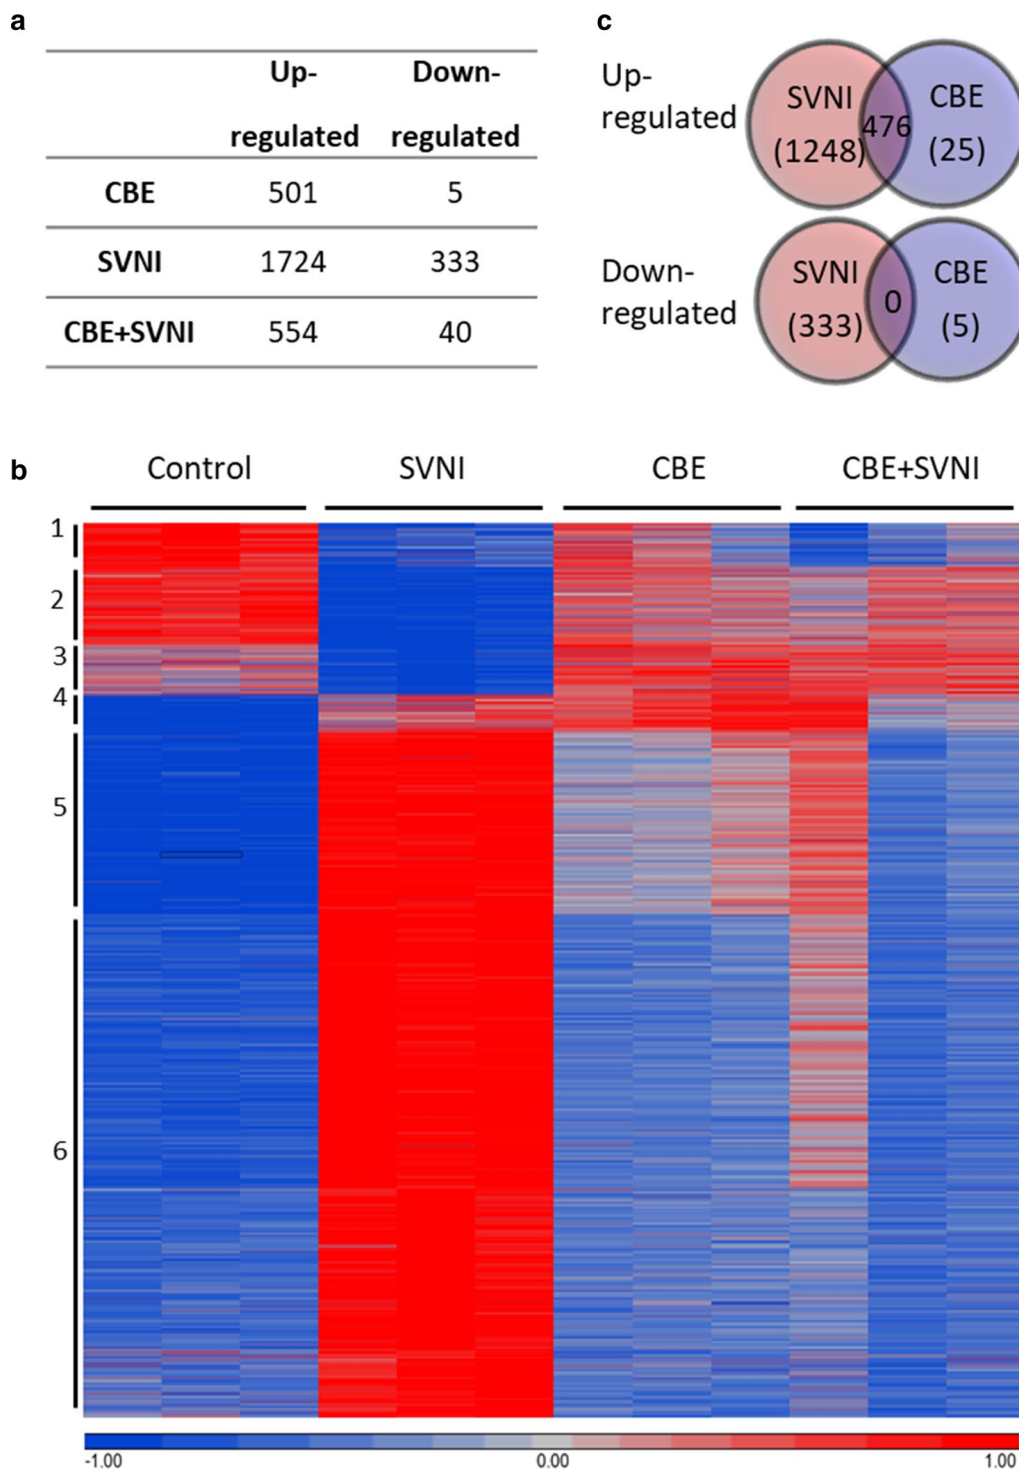 a
Up-
regulated
Down-
regulated
CBE 501 5
SVNI 1724 333
CBE+SVNI 554 40
c
Up-
regulated
SVNI
(1248)
476
CBE
(25)
Down-
regulated
SVNI
(333)
0
CBE
(5)
b
Control SVNI CBE CBE+SVNI
1
2
3
4
5
6
-1.00 0.00 1.00